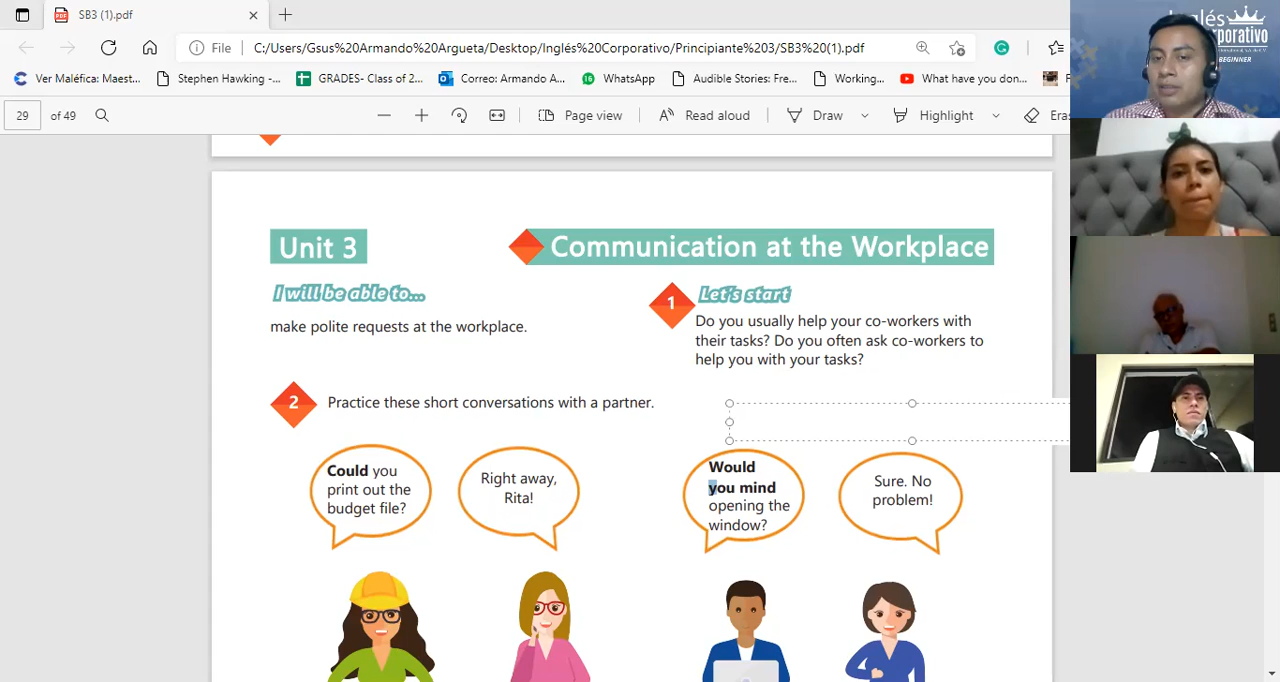 SB3 (1).pdf
File
C:/Users/Gsus%20Armando%20Argueta/Desktop/Inglés%20Corporativo/Principiante%203/SB3%20(1).pdf
Ver Maléfica: Maest...
Stephen Hawking -...
GRADES- Class of 2...
Correo: Armando A...
16
WhatsApp
Audible Stories: Fre...
Working...
What have you don...
29 of 49
Page view
Read aloud
Draw
Highlight
Inglés
Corporativo
BEGINNER
Unit 3
Communication at the Workplace
I will be able to...
make polite requests at the workplace.
1
Let's start
Do you usually help your co-workers with
their tasks? Do you often ask co-workers to
help you with your tasks?
2
Practice these short conversations with a partner.
Could you
print out the
budget file?
Right away,
Rita!
Would
you mind
opening the
window?
Sure. No
problem!